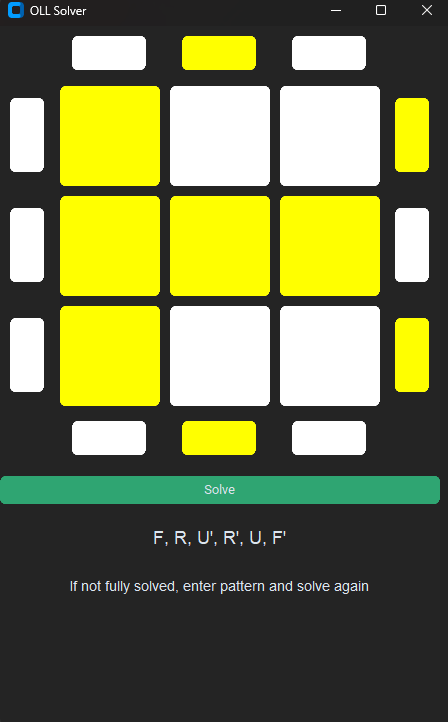 OLL Solver
Solve
F, R, U', R', U, F'
If not fully solved, enter pattern and solve again